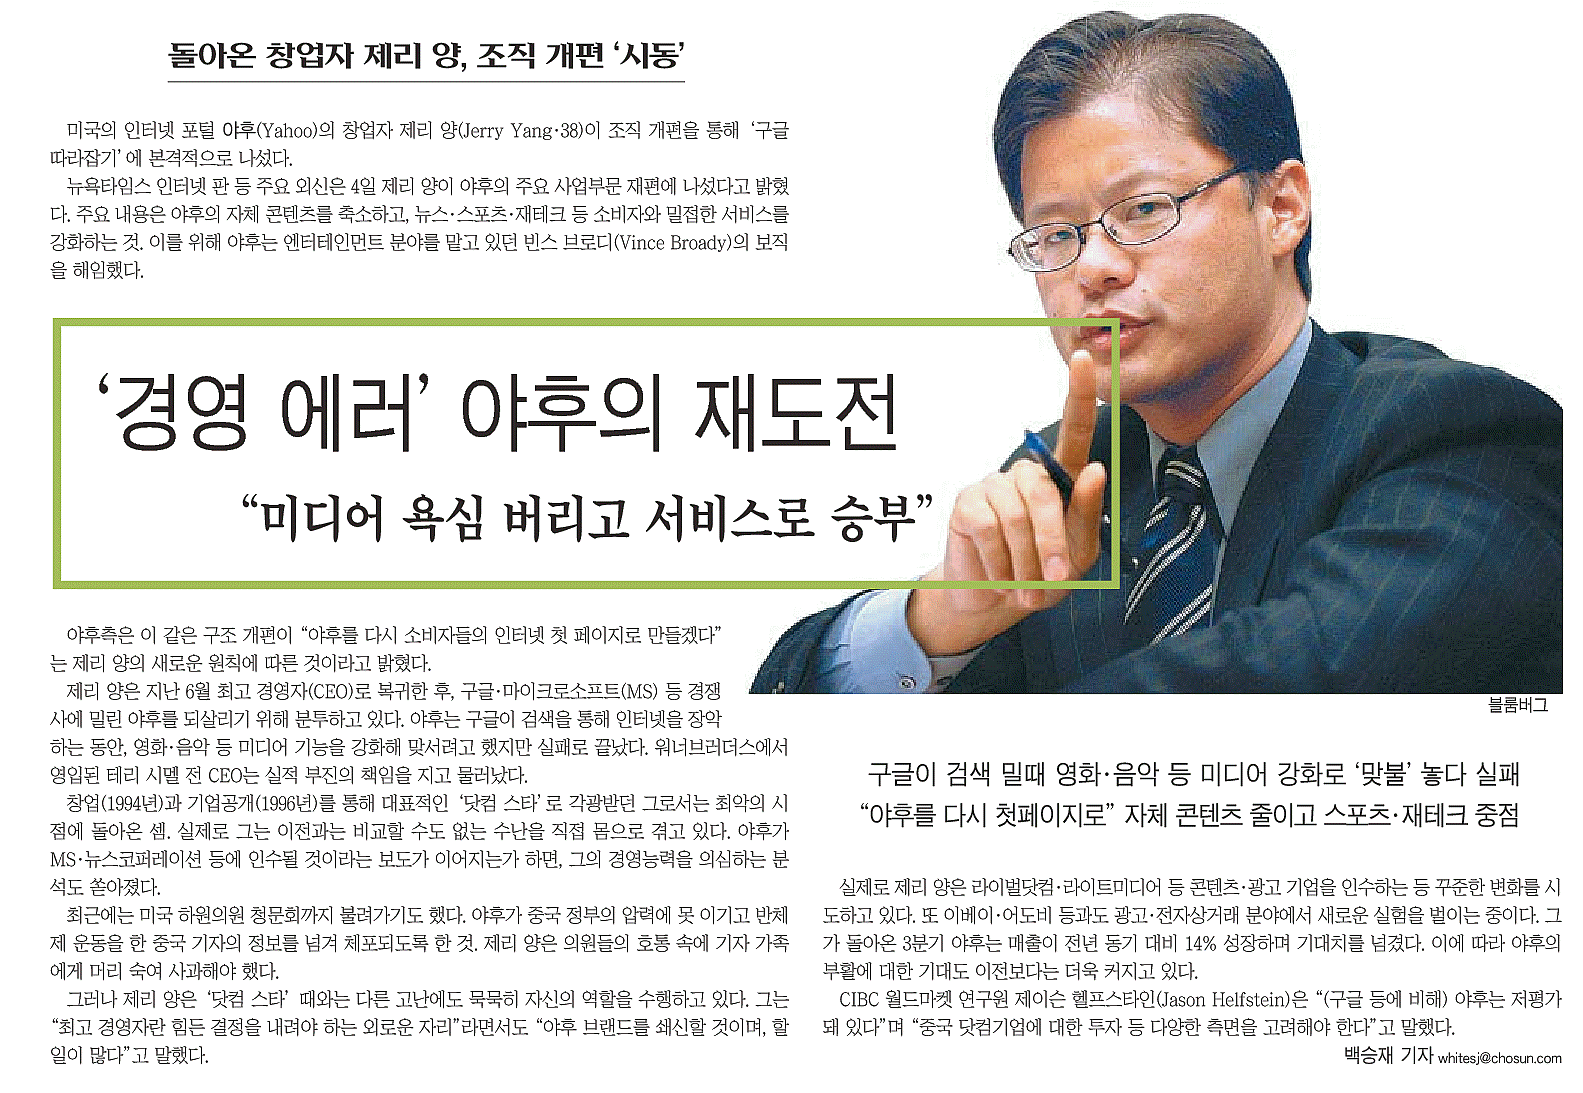 돌아온 창업자 제리 양, 조직 개편 ‘시동’
미국의 인터넷 포털 야후(Yahoo)의 창업자 제리 양(Jerry Yang·38)이 조직 개편을 통해 ‘구글
따라잡기’에 본격적으로 나섰다.
뉴욕타임스 인터넷 판 등 주요 외신은 4일 제리 양이 야후의 주요 사업부문 재편에 나섰다고 밝혔
다. 주요 내용은 야후의 자체 콘텐츠를 축소하고, 뉴스·스포츠·재테크 등 소비자와 밀접한 서비스를
강화하는 것. 이를 위해 야후는 엔터테인먼트 분야를 맡고 있던 빈스 브로디(Vince Broady)의 보직
을 해임했다.
‘경영 에러’ 야후의 재도전
“미디어 욕심 버리고 서비스로 승부”
야후측은 이 같은 구조 개편이 “야후를 다시 소비자들의 인터넷 첫 페이지로 만들겠다”
는 제리 양의 새로운 원칙에 따른 것이라고 밝혔다.
제리 양은 지난 6월 최고 경영자(CEO)로 복귀한 후, 구글·마이크로소프트(MS) 등 경쟁
사에 밀린 야후를 되살리기 위해 분투하고 있다. 야후는 구글이 검색을 통해 인터넷을 장악
하는 동안, 영화·음악 등 미디어 기능을 강화해 맞서려고 했지만 실패로 끝났다. 워너브러더스에서
영입된 테리 시멜 전 CEO는 실적 부진의 책임을 지고 물러났다.
창업(1994년)과 기업공개(1996년)를 통해 대표적인 ‘닷컴 스타’로 각광받던 그로서는 최악의 시
점에 돌아온 셈. 실제로 그는 이전과는 비교할 수도 없는 수난을 직접 몸으로 겪고 있다. 야후가
MS·뉴스코퍼레이션 등에 인수될 것이라는 보도가 이어지는가 하면, 그의 경영능력을 의심하는 분
석도 쏟아졌다.
최근에는 미국 하원의원 청문회까지 불려가기도 했다. 야후가 중국 정부의 압력에 못 이기고 반체
제 운동을 한 중국 기자의 정보를 넘겨 체포되도록 한 것. 제리 양은 의원들의 호통 속에 기자 가족
에게 머리 숙여 사과해야 했다.
그러나 제리 양은 ‘닷컴 스타’ 때와는 다른 고난에도 묵묵히 자신의 역할을 수행하고 있다. 그는
“최고 경영자란 힘든 결정을 내려야 하는 외로운 자리”라면서도 “야후 브랜드를 쇄신할 것이며, 할
일이 많다”고 말했다.
블룸버그
구글이 검색 밀때 영화·음악 등 미디어 강화로 ‘맞불’ 놓다 실패
“야후를 다시 첫페이지로” 자체 콘텐츠 줄이고 스포츠·재테크 중점
실제로 제리 양은 라이벌닷컴·라이트미디어 등 콘텐츠·광고 기업을 인수하는 등 꾸준한 변화를 시
도하고 있다. 또 이베이·어도비 등과도 광고·전자상거래 분야에서 새로운 실험을 벌이는 중이다. 그
가 돌아온 3분기 야후는 매출이 전년 동기 대비 14% 성장하며 기대치를 넘겼다. 이에 따라 야후의
부활에 대한 기대도 이전보다는 더욱 커지고 있다.
CIBC 월드마켓 연구원 제이슨 헬프스타인(Jason Helfstein)은 “(구글 등에 비해) 야후는 저평가
돼 있다”며 “중국 닷컴기업에 대한 투자 등 다양한 측면을 고려해야 한다”고 말했다.
백승재 기자 whitesj@chosun.com